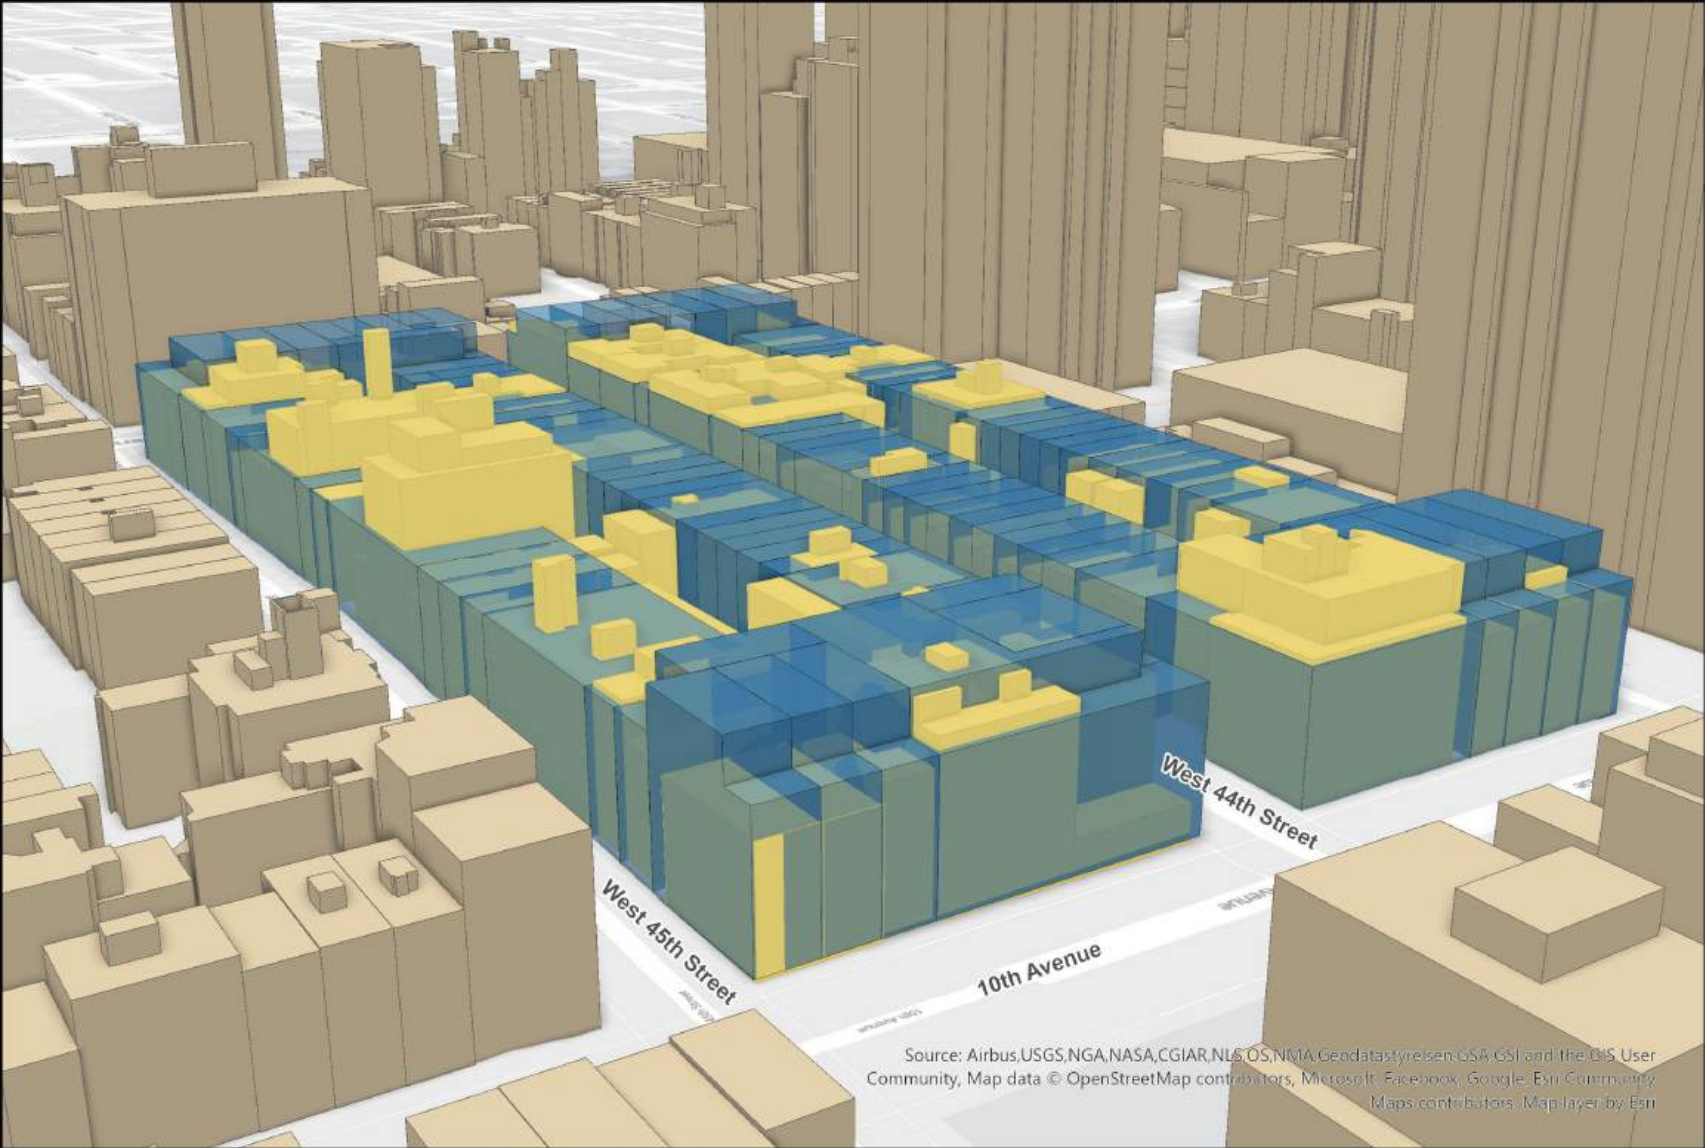 West 44th Street
West 45th Street
10th Avenue
10th Avenue
Source: Airbus,USGS,NGA,NASA,CGIAR,NLS,OS,NMA,Geodatastyrelsen,GSA,GSI and the GIS User
Community, Map data © OpenStreetMap contributors, Microsoft, Facebook, Google, Esri Community
Maps contributors, Map layer by Esri